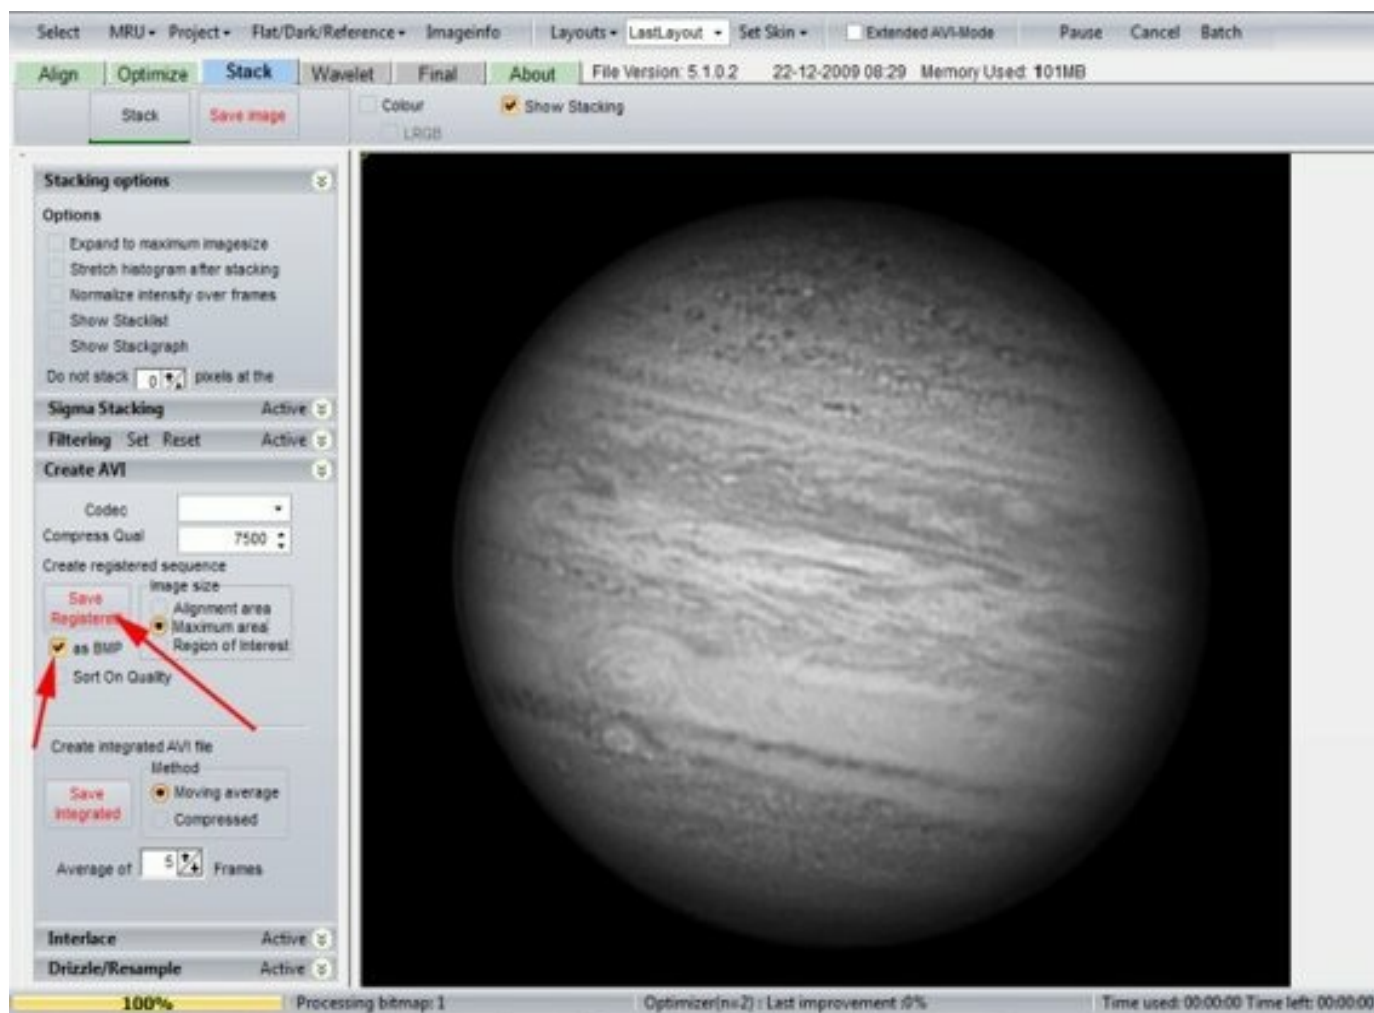 Select MRU Project Flat/Dark/Reference Imageinfo Layouts LastLayout Set Skin Extended AVI-Mode Pause Cancel Batch
Align Optimize Stack Wavelet Final About File Version: 5.1.0.2 22-12-2009 08:29 Memory Used: 101MB
Stack Save image Colour Show Stacking
LRGB
Stacking options
Options
Expand to maximum imagesize
Stretch histogram after stacking
Normalize intensity over frames
Show Stacklist
Show Stackgraph
Do not stack 0 pixels at the
Sigma Stacking Active
Filtering Set Reset Active
Create AVI
Codec
Compress Qual 7500
Create registered sequence
Image size
Save
Registered
Alignment area
Maximum area
as BMP
Region of Interest
Sort On Quality
Create integrated AVI file
Method
Save
Integrated
Moving average
Compressed
Average of 5 Frames
Interlace Active
Drizzle/Resample Active
100% Processing bitmap: 1 Optimizer(n=2) : Last improvement :0% Time used: 00:00:00 Time left: 00:00:00